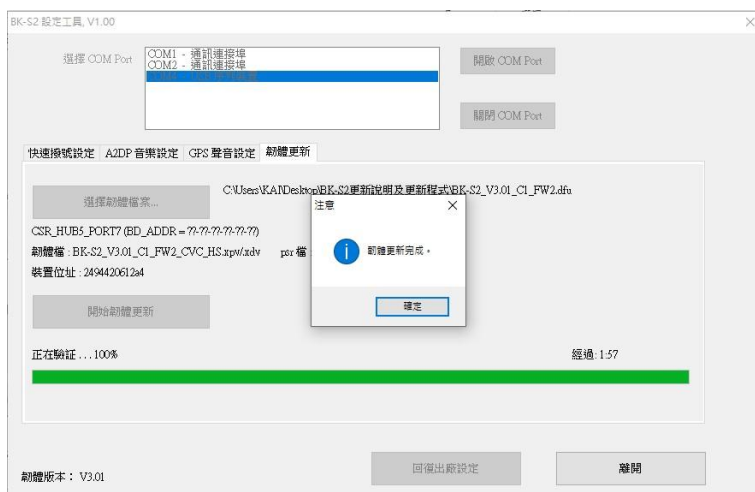 BK-S2 設定工具, V1.00
選擇 COM Port
COM1 - 通訊連接埠
COM2 - 通訊連接埠
開啟 COM Port
關閉 COM Port
快速撥號設定 A2DP 音樂設定 GPS 聲音設定 韌體更新
選擇韌體檔案...
C:\Users\KAI\Desktop\BK-S2更新說明及更新程式\BK-S2_V3.01_C1_FW2.dfu
注意
CSR_HUB5_PORT7 (BD_ADDR = ??-??-??-??-??-??)
韌體檔 : BK-S2_V3.01_C1_FW2_CVC_HS.xpv/xdv psr 檔 :
韌體更新完成。
裝置位址 : 2494420612a4
開始韌體更新
確定
正在驗証 . . . 100%
經過: 1:57
韌體版本： V3.01
回復出廠設定
離開